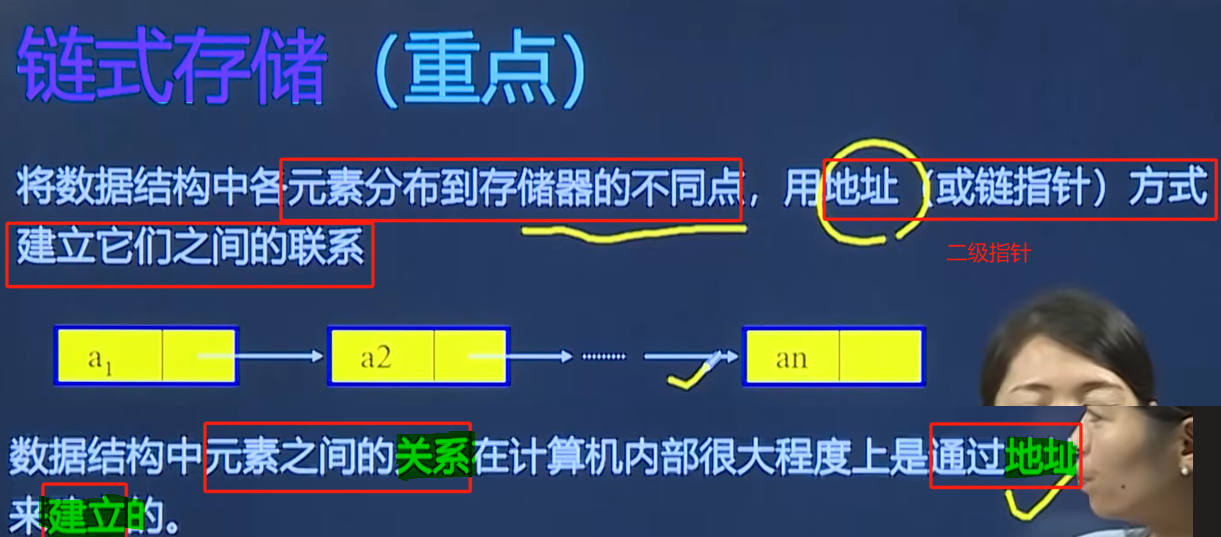 链式存储（重点）
将数据结构中各元素分布到存储器的不同点，用地址（或链指针）方式
建立它们之间的联系
二级指针
a1 a2 ········ an
数据结构中元素之间的关系在计算机内部很大程度上是通过地址
来建立的。